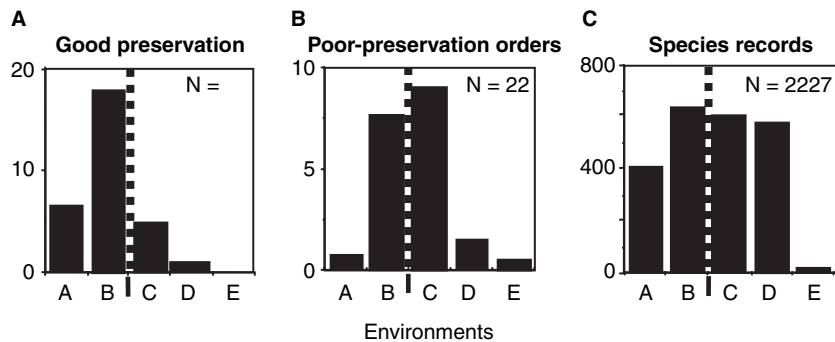 A
Good preservation
20
10
0
N =
A B C D E
B
Poor-preservation orders
10
5
0
N = 22
A B C D E
Environments
C
Species records
800
400
0
N = 2227
A B C D E